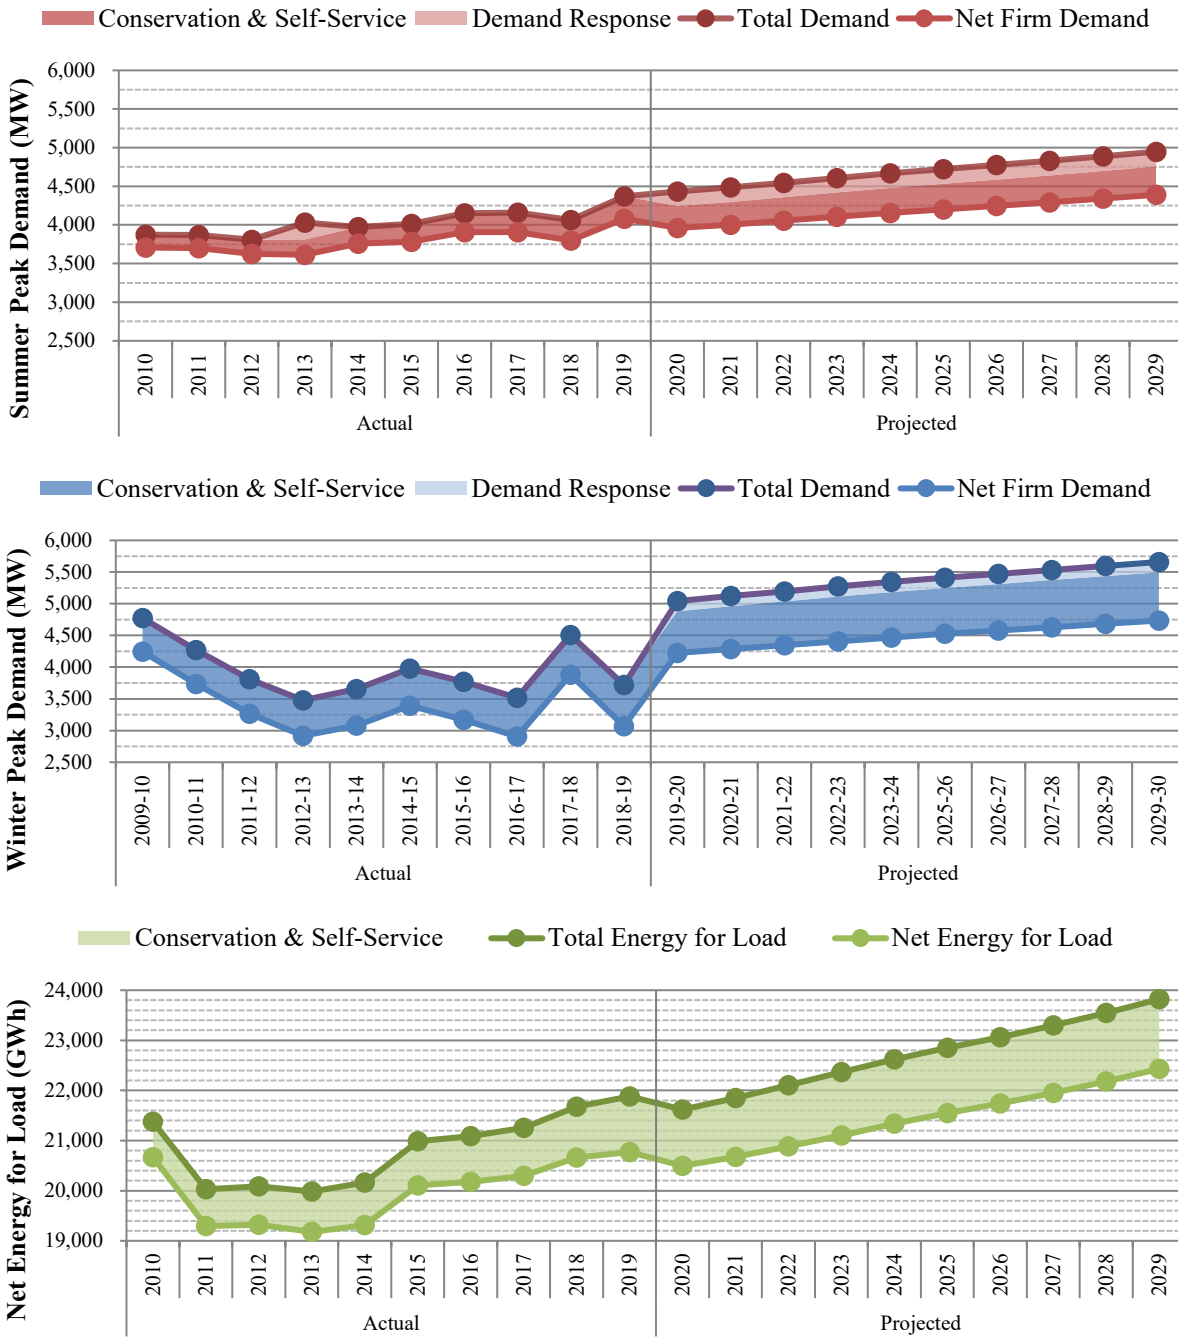 Conservation & Self-Service Demand Response Total Demand Net Firm Demand
Summer Peak Demand (MW)
6,000
5,500
5,000
4,500
4,000
3,500
3,000
2,500
2010 2011 2012 2013 2014 2015 2016 2017 2018 2019 2020 2021 2022 2023 2024 2025 2026 2027 2028 2029
Actual Projected
Conservation & Self-Service Demand Response Total Demand Net Firm Demand
Winter Peak Demand (MW)
6,000
5,500
5,000
4,500
4,000
3,500
3,000
2,500
2009-10 2010-11 2011-12 2012-13 2013-14 2014-15 2015-16 2016-17 2017-18 2018-19 2019-20 2020-21 2021-22 2022-23 2023-24 2025-26 2026-27 2027-28 2028-29 2029-30
Actual Projected
Conservation & Self-Service Total Energy for Load Net Energy for Load
Net Energy for Load (GWh)
24,000
23,000
22,000
21,000
20,000
19,000
2010 2011 2012 2013 2014 2015 2016 2017 2018 2019 2020 2021 2022 2023 2024 2025 2026 2027 2028 2029
Actual Projected